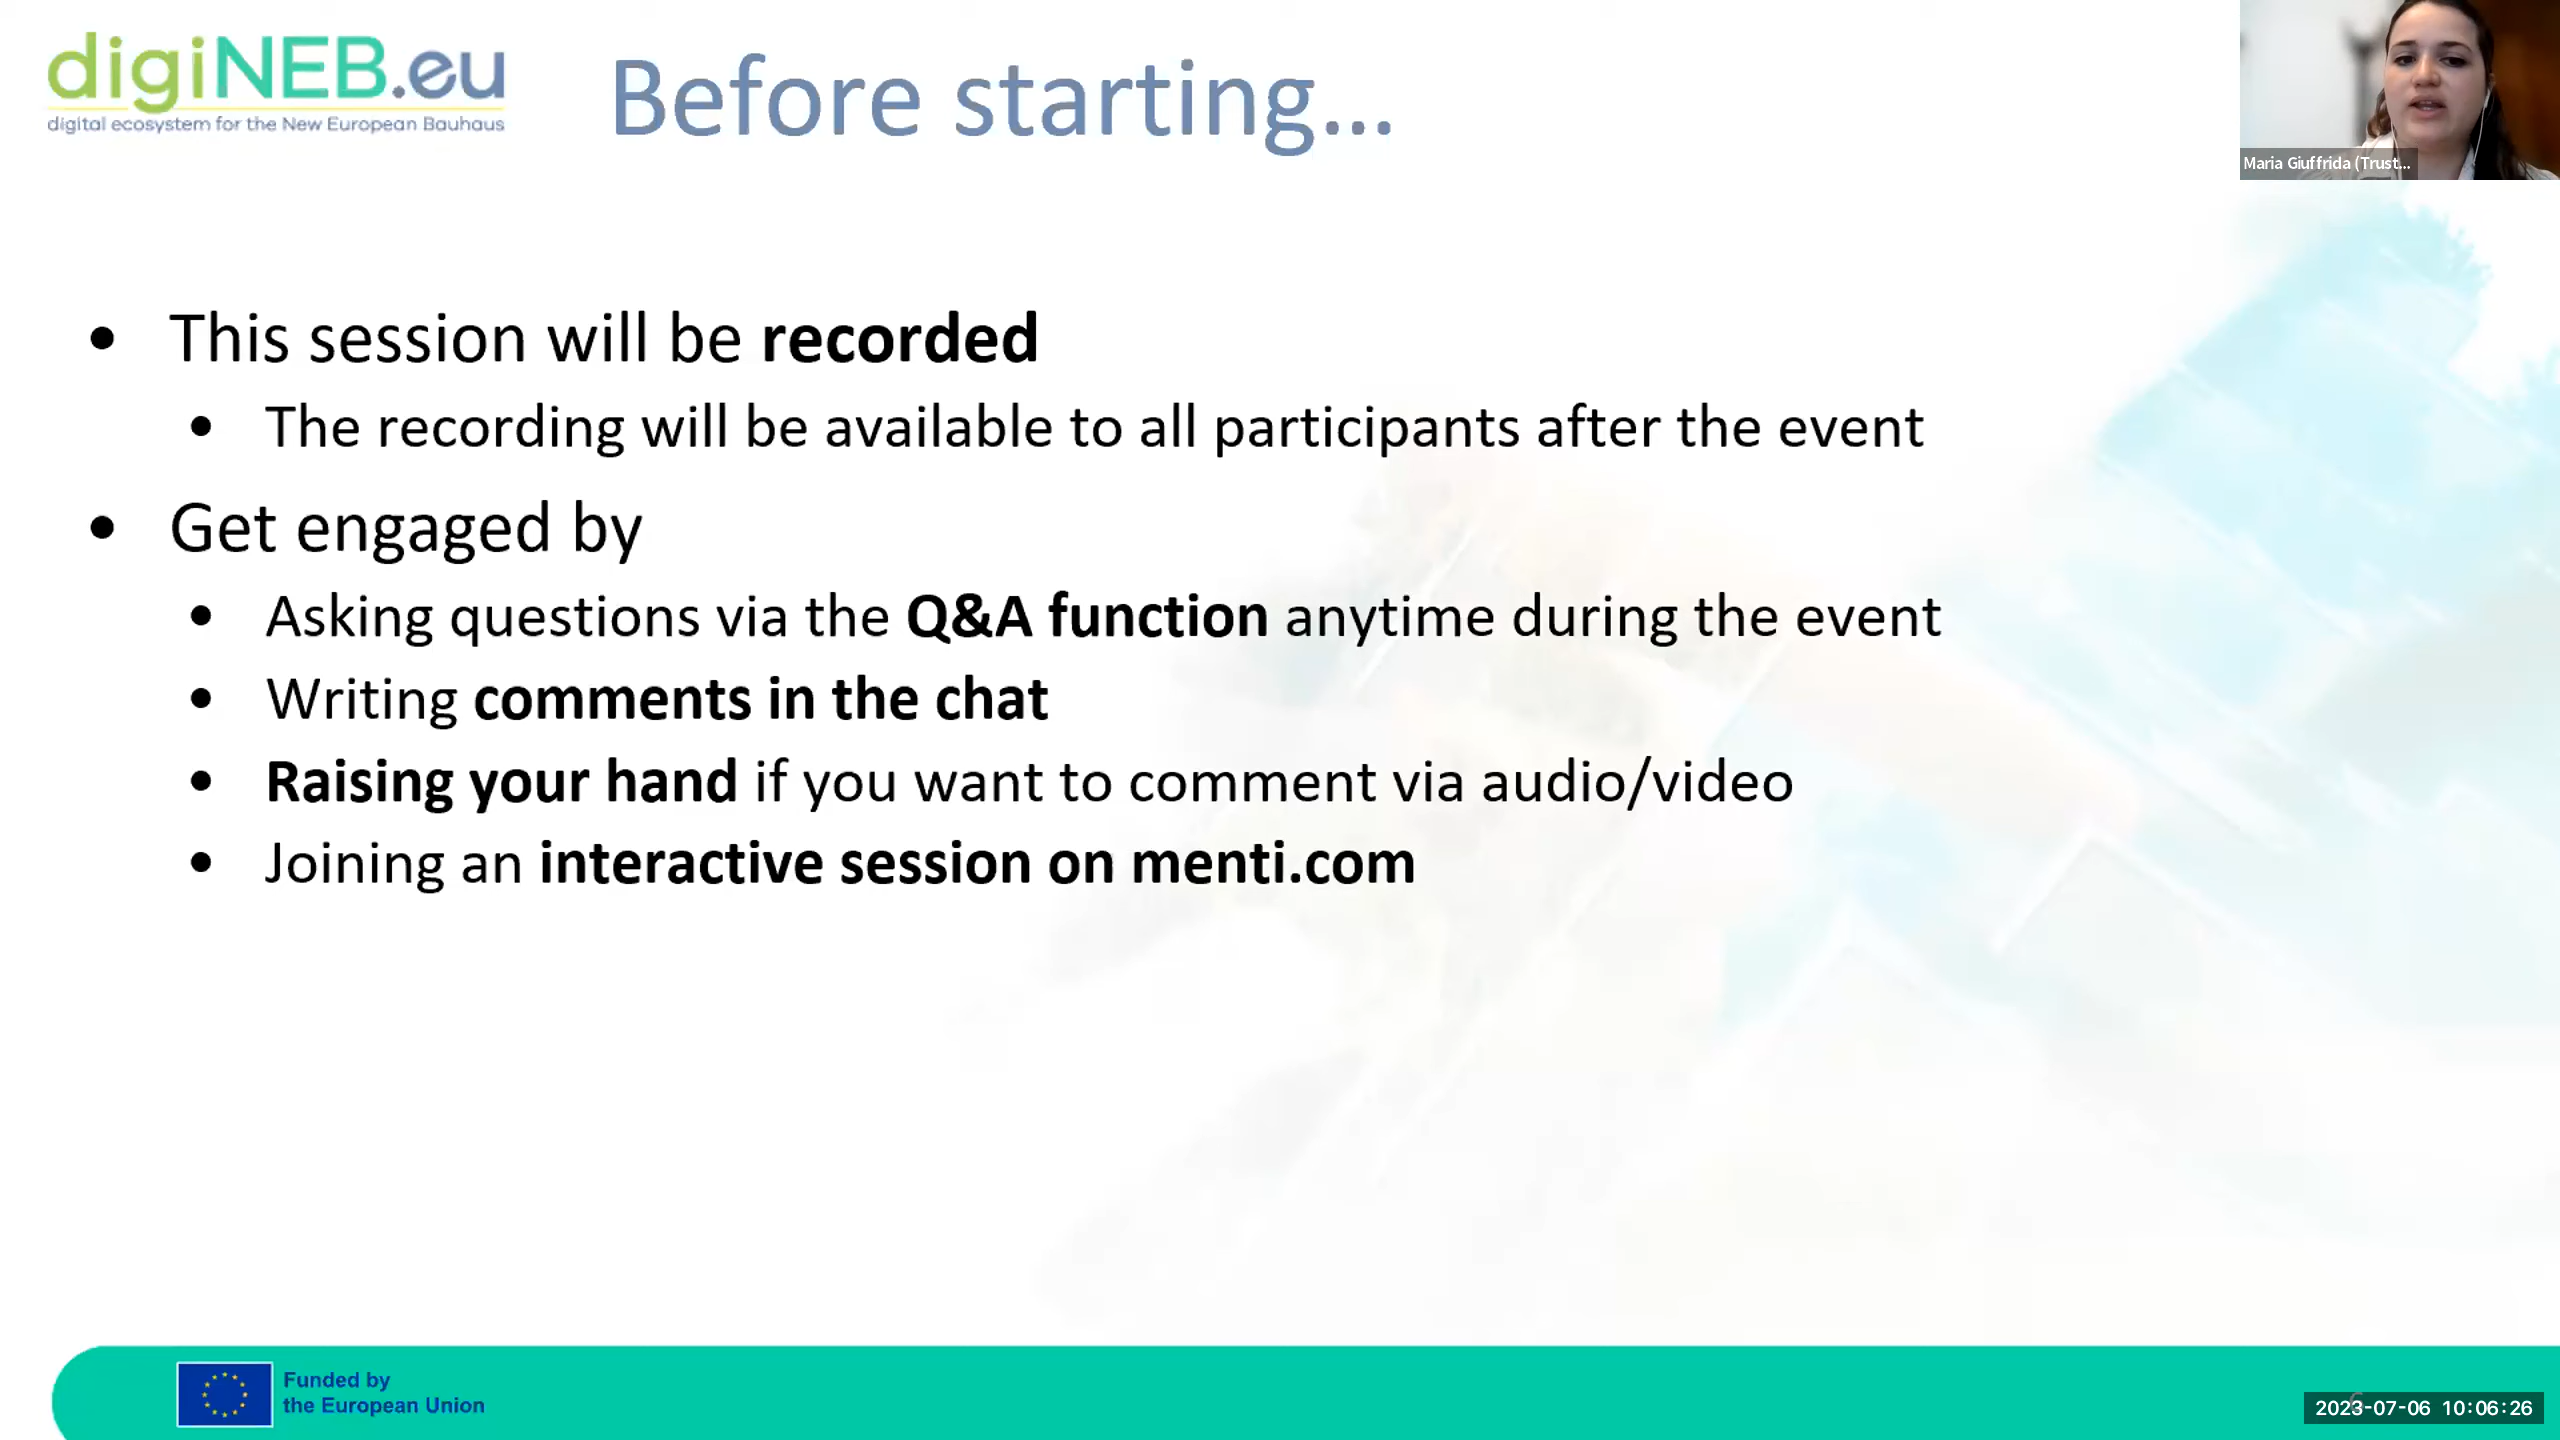 digiNEB.eu
digital ecosystem for the New European Bauhaus
Before starting...
Maria Giuffrida (Trust...
• This session will be recorded
• The recording will be available to all participants after the event
• Get engaged by
• Asking questions via the Q&A function anytime during the event
• Writing comments in the chat
• Raising your hand if you want to comment via audio/video
• Joining an interactive session on menti.com
Funded by
the European Union
2023-07-06 10:06:26